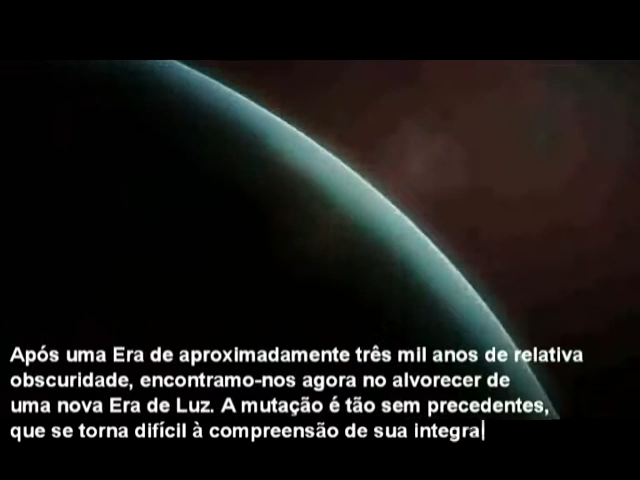 Após uma Era de aproximadamente três mil anos de relativa
obscuridade, encontramo-nos agora no alvorecer de
uma nova Era de Luz. A mutação é tão sem precedentes,
que se torna difícil à compreensão de sua integra